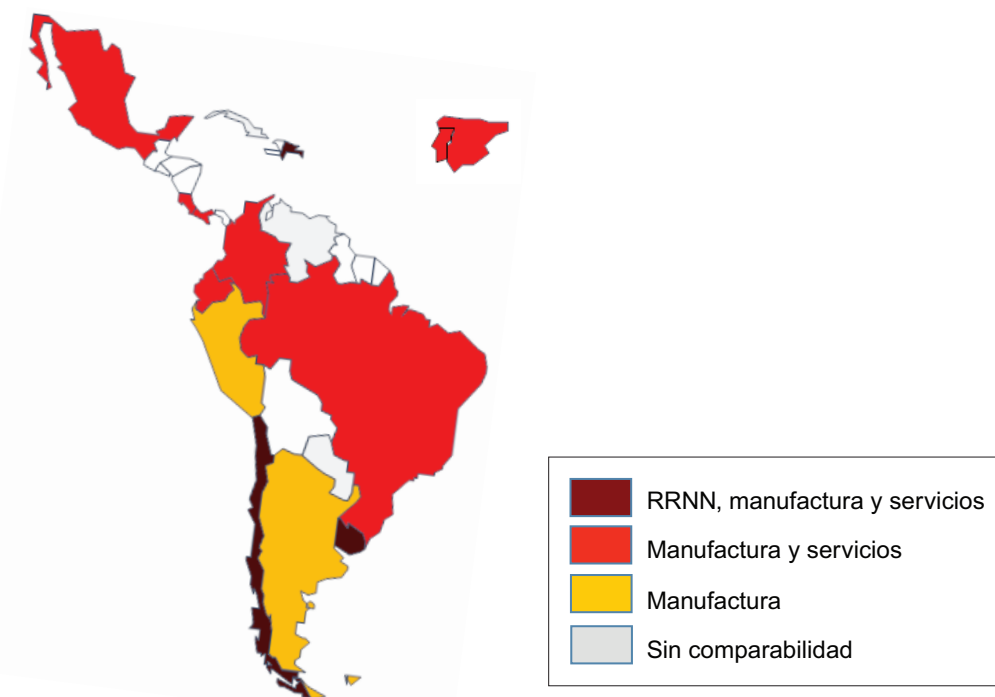 RRNN, manufactura y servicios
Manufactura y servicios
Manufactura
Sin comparabilidad